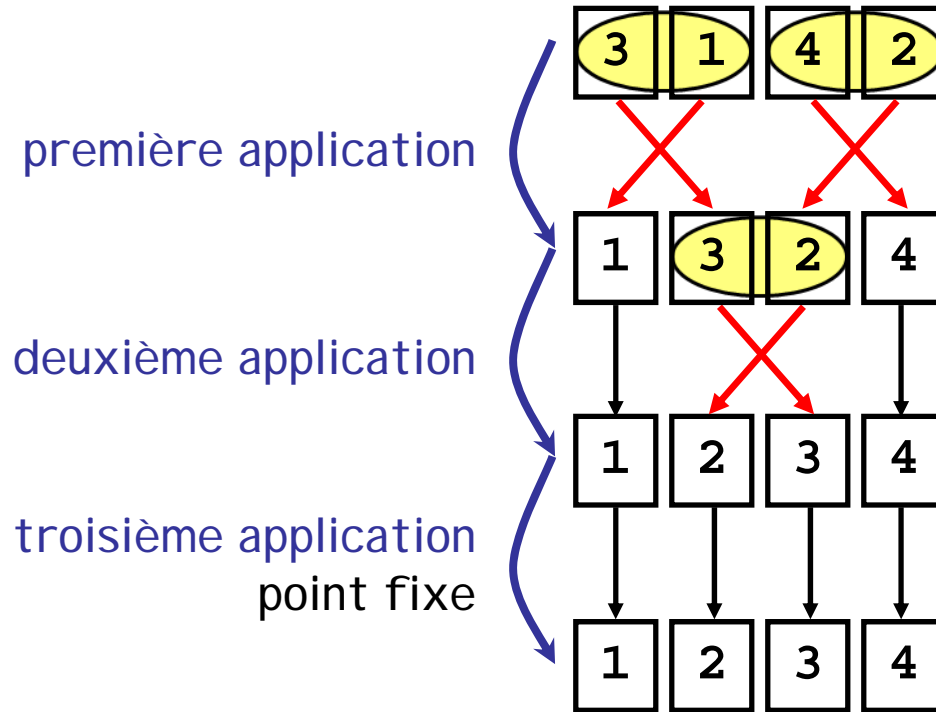 3 1 4 2
première application
1 3 2 4
deuxième application
1 2 3 4
troisième application
point fixe
1 2 3 4